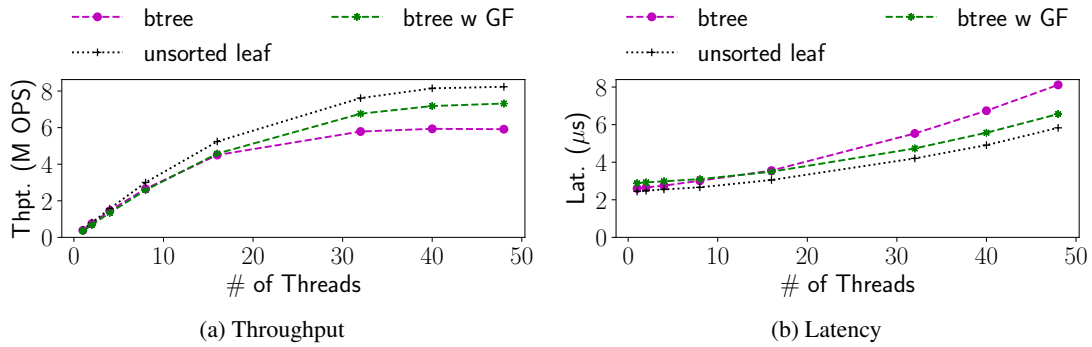 btree
btree w GF
unsorted leaf
8
6
4
2
0
Thpt. (M OPS)
0 10 20 30 40 50
# of Threads
(a) Throughput
btree
btree w GF
unsorted leaf
8
6
4
2
0
Lat. (μs)
0 10 20 30 40 50
# of Threads
(b) Latency